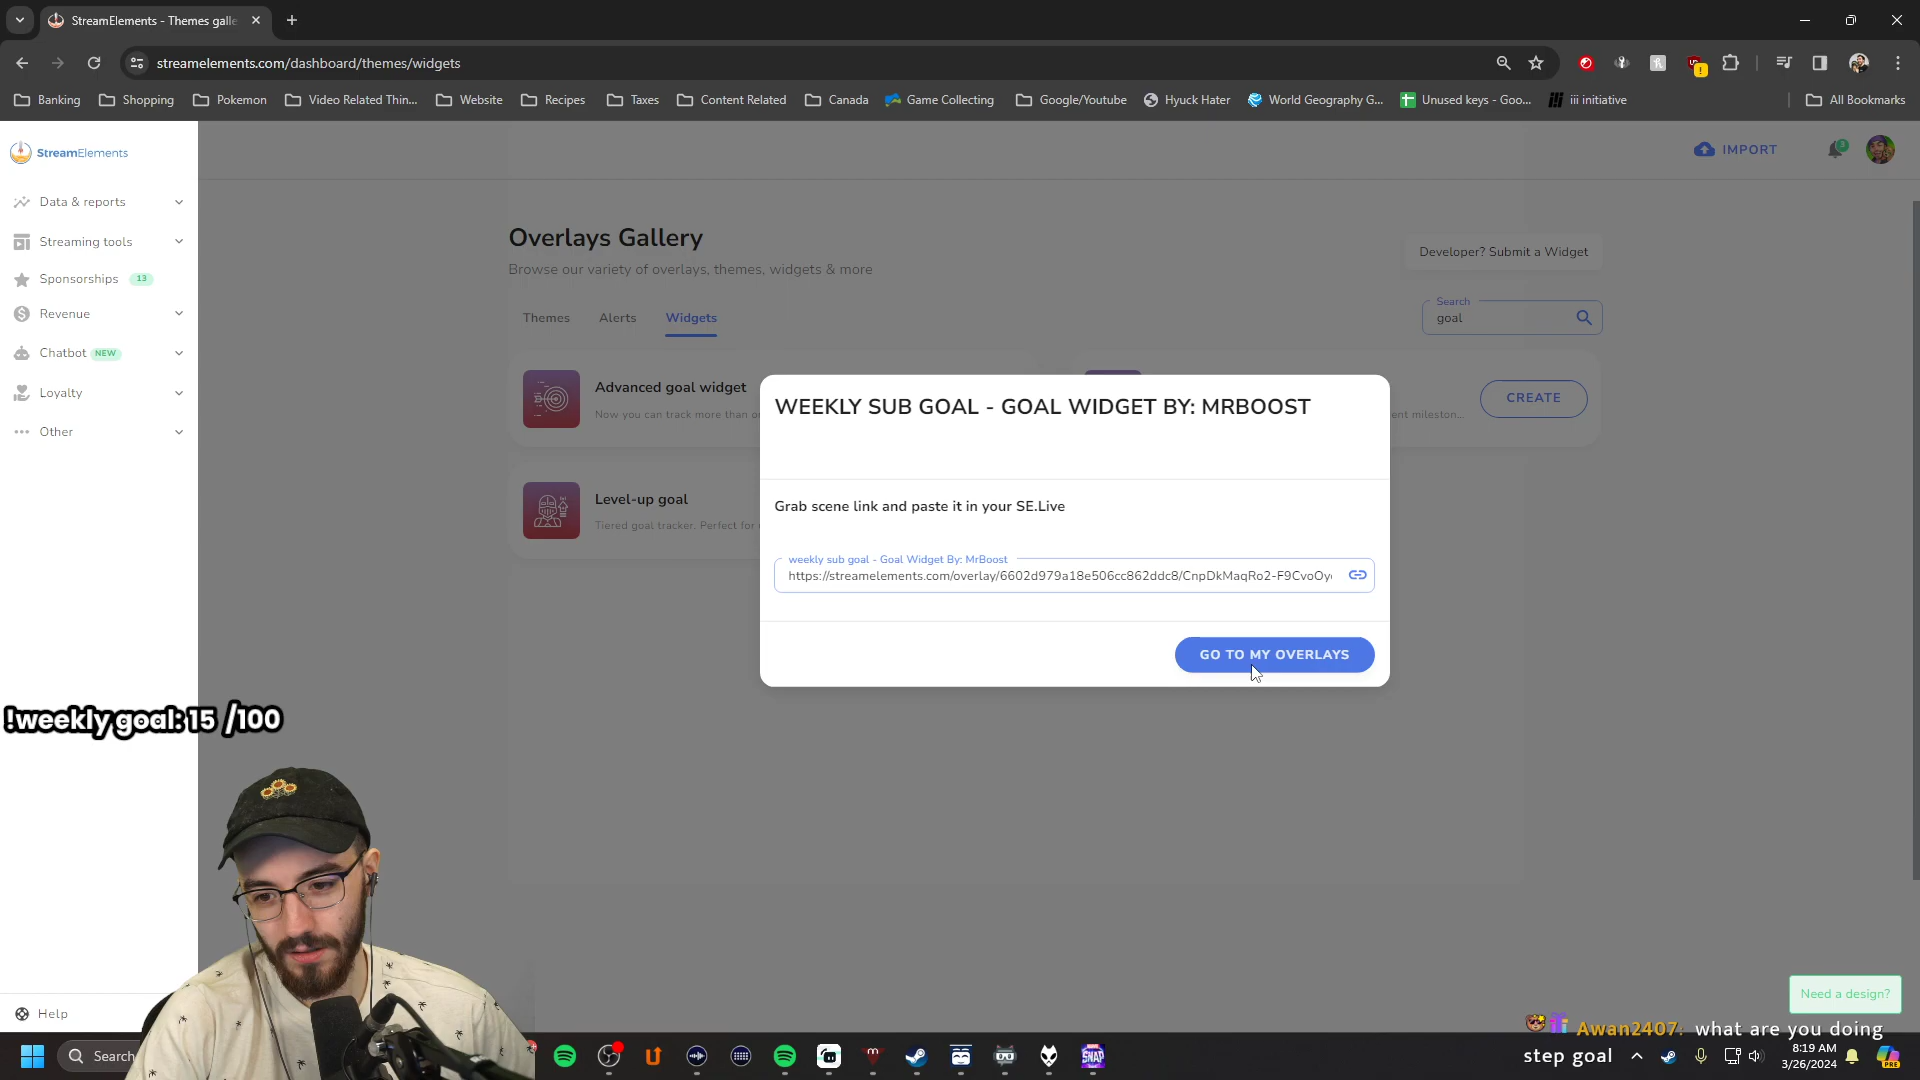 StreamElements - Themes galle
streamelements.com/dashboard/themes/widgets
Banking
Shopping
Pokemon
Video Related Thin...
Website
Recipes
Taxes
Content Related
Canada
Game Collecting
Google/Youtube
Hyuck Hater
World Geography G...
Unused keys - Goo...
iii initiative
All Bookmarks
StreamElements
IMPORT
3
Data & reports
Streaming tools
Sponsorships 13
Revenue
Chatbot NEW
Loyalty
Other
Overlays Gallery
Browse our variety of overlays, themes, widgets & more
Developer? Submit a Widget
Themes
Alerts
Widgets
Search
goal
Advanced goal widget
Now you can track more than o
ent mileston...
CREATE
Level-up goal
Tiered goal tracker. Perfect for
WEEKLY SUB GOAL - GOAL WIDGET BY: MRBOOST
Grab scene link and paste it in your SE.Live
weekly sub goal - Goal Widget By: MrBoost
https://streamelements.com/overlay/6602d979a18e506cc862ddc8/CnpDkMaqRo2-F9CvoOy
GO TO MY OVERLAYS
!weekly goal: 15 /100
Help
Need a design?
Awan2407: what are you doing
step goal
Search
SNAP
8:19 AM
3/26/2024
PRE